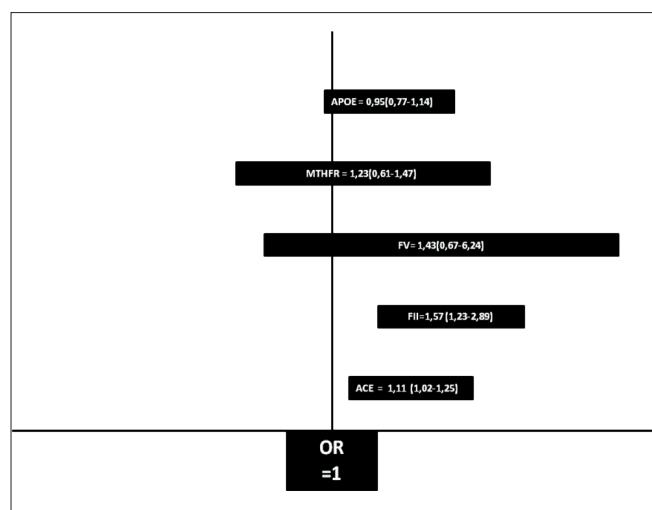 APOE = 0,95[0,77-1,14]
MTHFR = 1,23[0,61-1,47]
FV= 1,43[0,67-6,24]
FII=1,57 [1,23-2,89]
ACE = 1,11 [1,02-1,25]
OR
=1